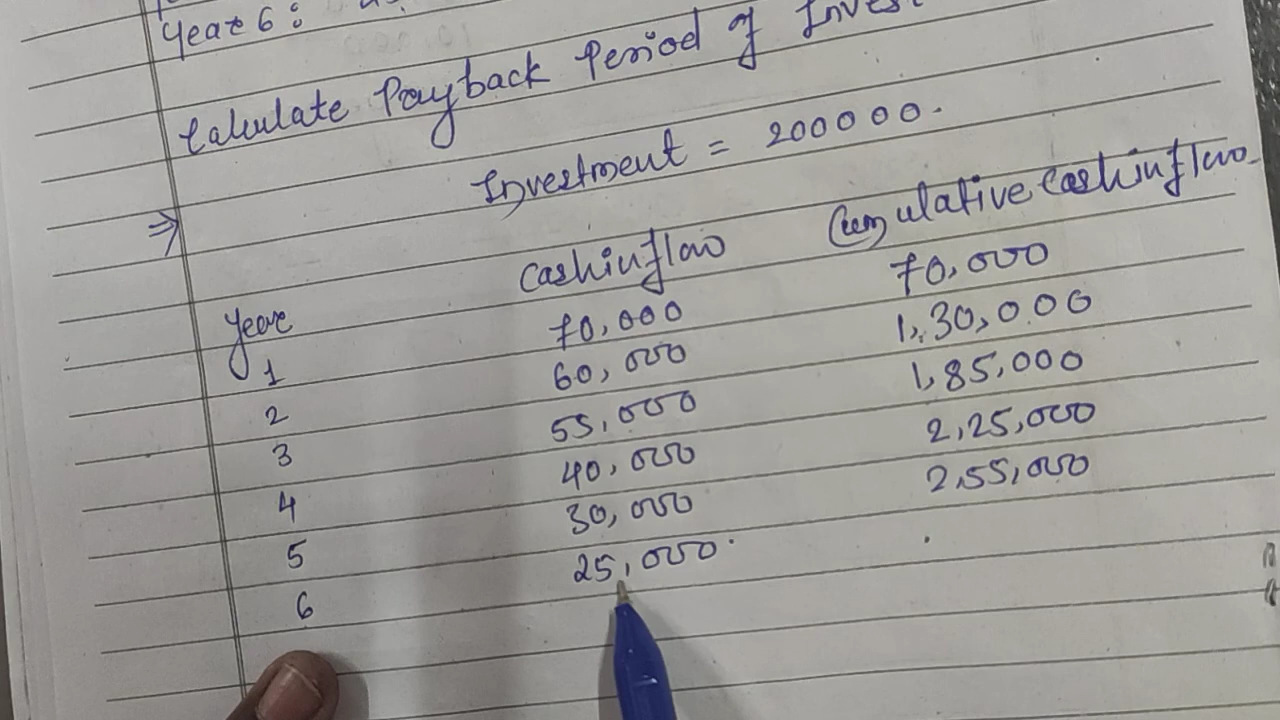 Year 6:
Calculate Payback Period of
Investment = 200000.
⇒
Year Cashinflow Cumulative Cashinflow
1 70,000 70,000
2 60,000 1,30,000
3 55,000 1,85,000
4 40,000 2,25,000
5 30,000 2,55,000
6 25,000